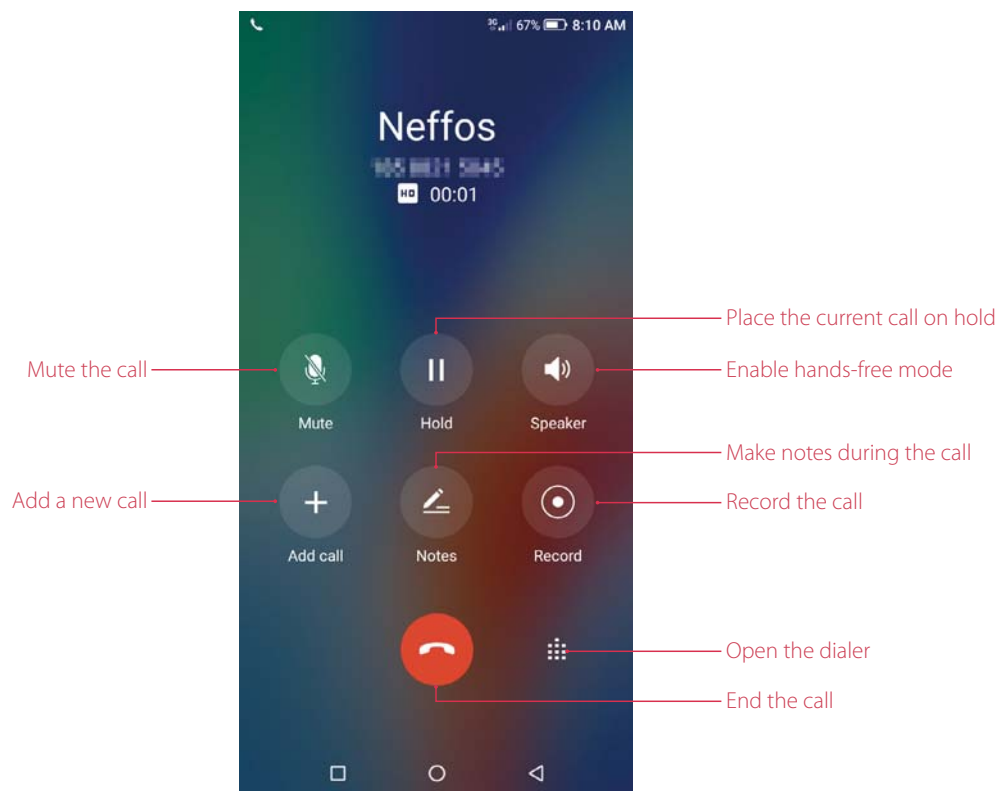 3G 67% 8:10 AM
Neffos
HD 00:01
Place the current call on hold
Mute the call
Enable hands-free mode
Mute Hold Speaker
Make notes during the call
Add a new call
Record the call
Add call Notes Record
Open the dialer
End the call